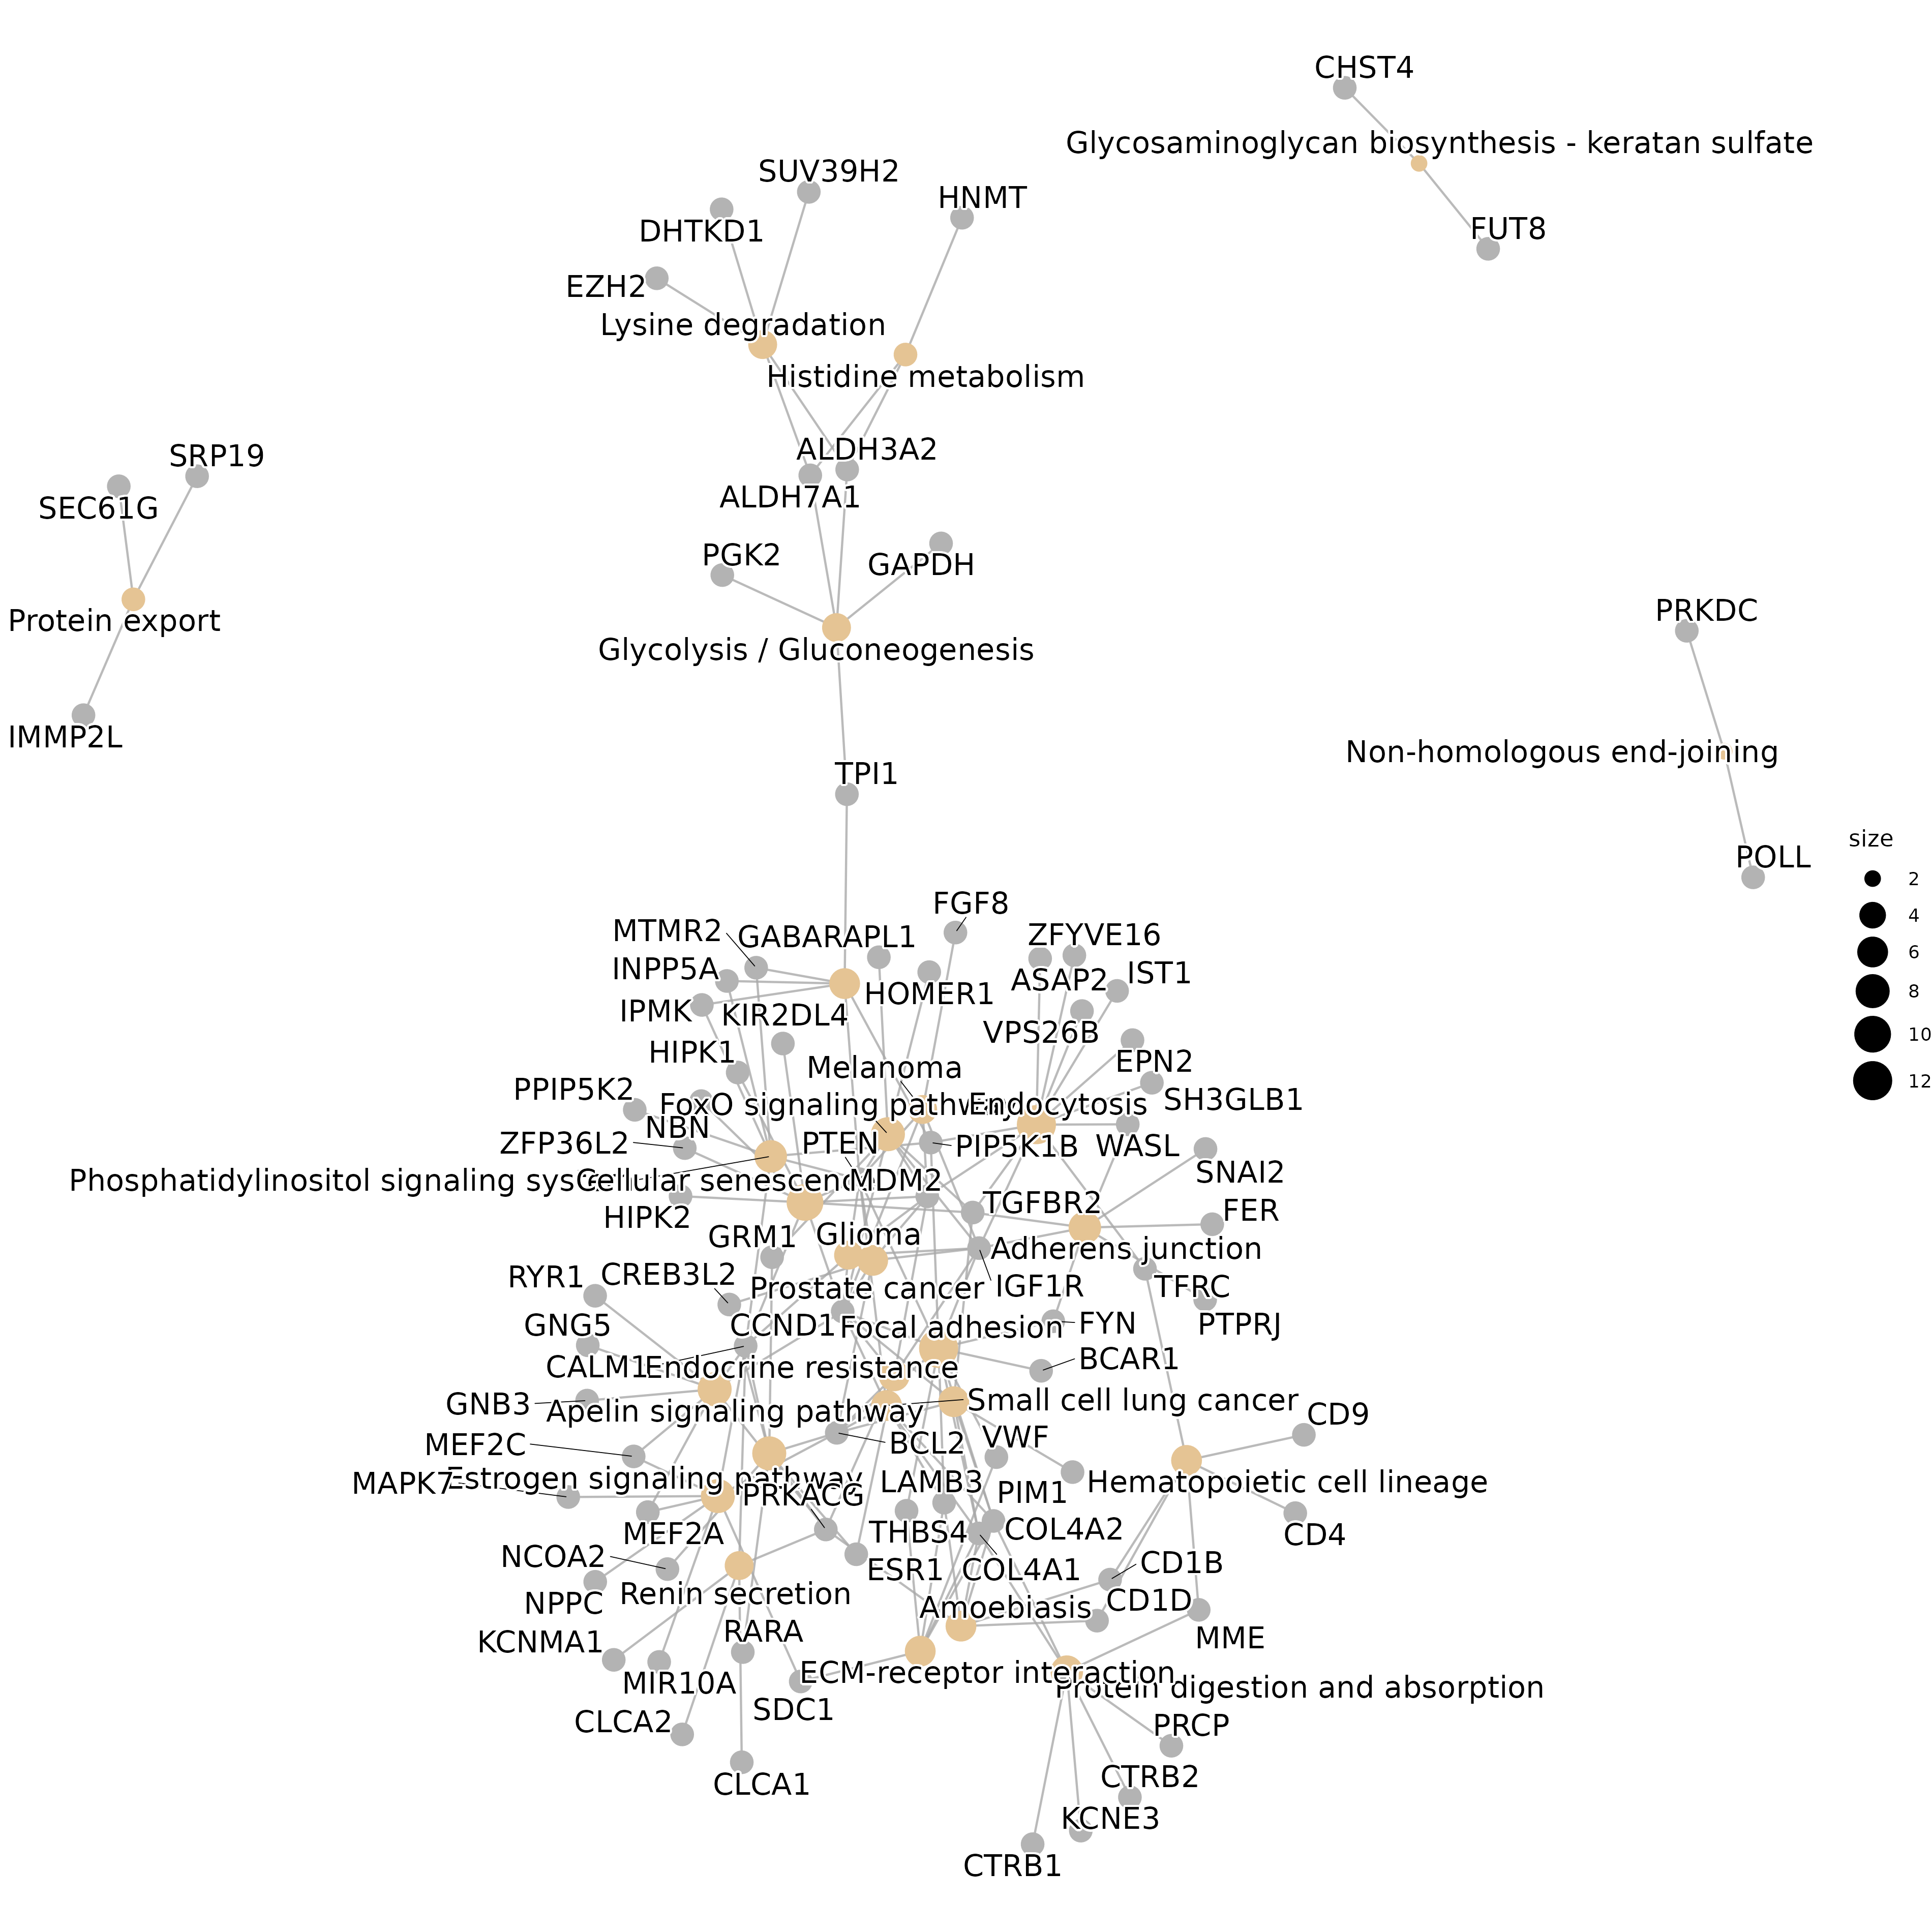 CHST4
Glycosaminoglycan biosynthesis - keratan sulfate
FUT8
SUV39H2
HNMT
DHTKD1
EZH2
Lysine degradation
Histidine metabolism
ALDH3A2
ALDH7A1
SRP19
SEC61G
Protein export
IMMP2L
PGK2
GAPDH
Glycolysis / Gluconeogenesis
TPI1
PRKDC
Non-homologous end-joining
POLL
size
2
4
6
8
10
12
FGF8
MTMR2
GABARAPL1
ZFYVE16
INPP5A
HOMER1
ASAP2
IST1
IPMK
KIR2DL4
VPS26B
HIPK1
Melanoma
EPN2
PPIP5K2
FoxO signaling pathway
Endocytosis
SH3GLB1
NBN
ZFP36L2
PTEN
PIP5K1B
WASL
SNAI2
Phosphatidylinositol signaling system
Cellular senescence
MDM2
HIPK2
TGFBR2
FER
GRM1
Glioma
Adherens junction
RYR1
CREB3L2
Prostate cancer
IGF1R
TFRC
GNG5
CCND1
Focal adhesion
FYN
PTPRJ
CALM1
Endocrine resistance
BCAR1
GNB3
Apelin signaling pathway
Small cell lung cancer
CD9
MEF2C
BCL2
VWF
MAPK7
Estrogen signaling pathway
LAMB3
Hematopoietic cell lineage
PRKACG
PIM1
MEF2A
THBS4
COL4A2
CD4
NCOA2
ESR1
COL4A1
CD1B
NPPC
Renin secretion
Amoebiasis
CD1D
KCNMA1
RARA
MME
MIR10A
ECM-receptor interaction
Protein digestion and absorption
CLCA2
SDC1
PRCP
CLCA1
CTRB2
KCNE3
CTRB1